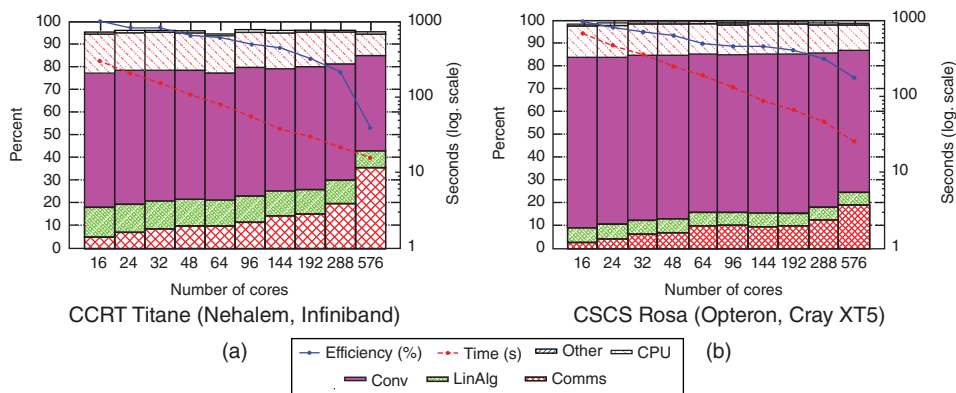 100 90 80 70 60 50 40 30 20 10 0
Percent
1000
100
10
1
Seconds (log. scale)
16 24 32 48 64 96 144 192 288 576
Number of cores
CCRT Titane (Nehalem, Infiniband)
(a)
100 90 80 70 60 50 40 30 20 10 0
Percent
1000
100
10
1
Seconds (log. scale)
16 24 32 48 64 96 144 192 288 576
Number of cores
CSCS Rosa (Opteron, Cray XT5)
(b)
Efficiency (%) Time (s) Other CPU
Conv LinAlg Comms